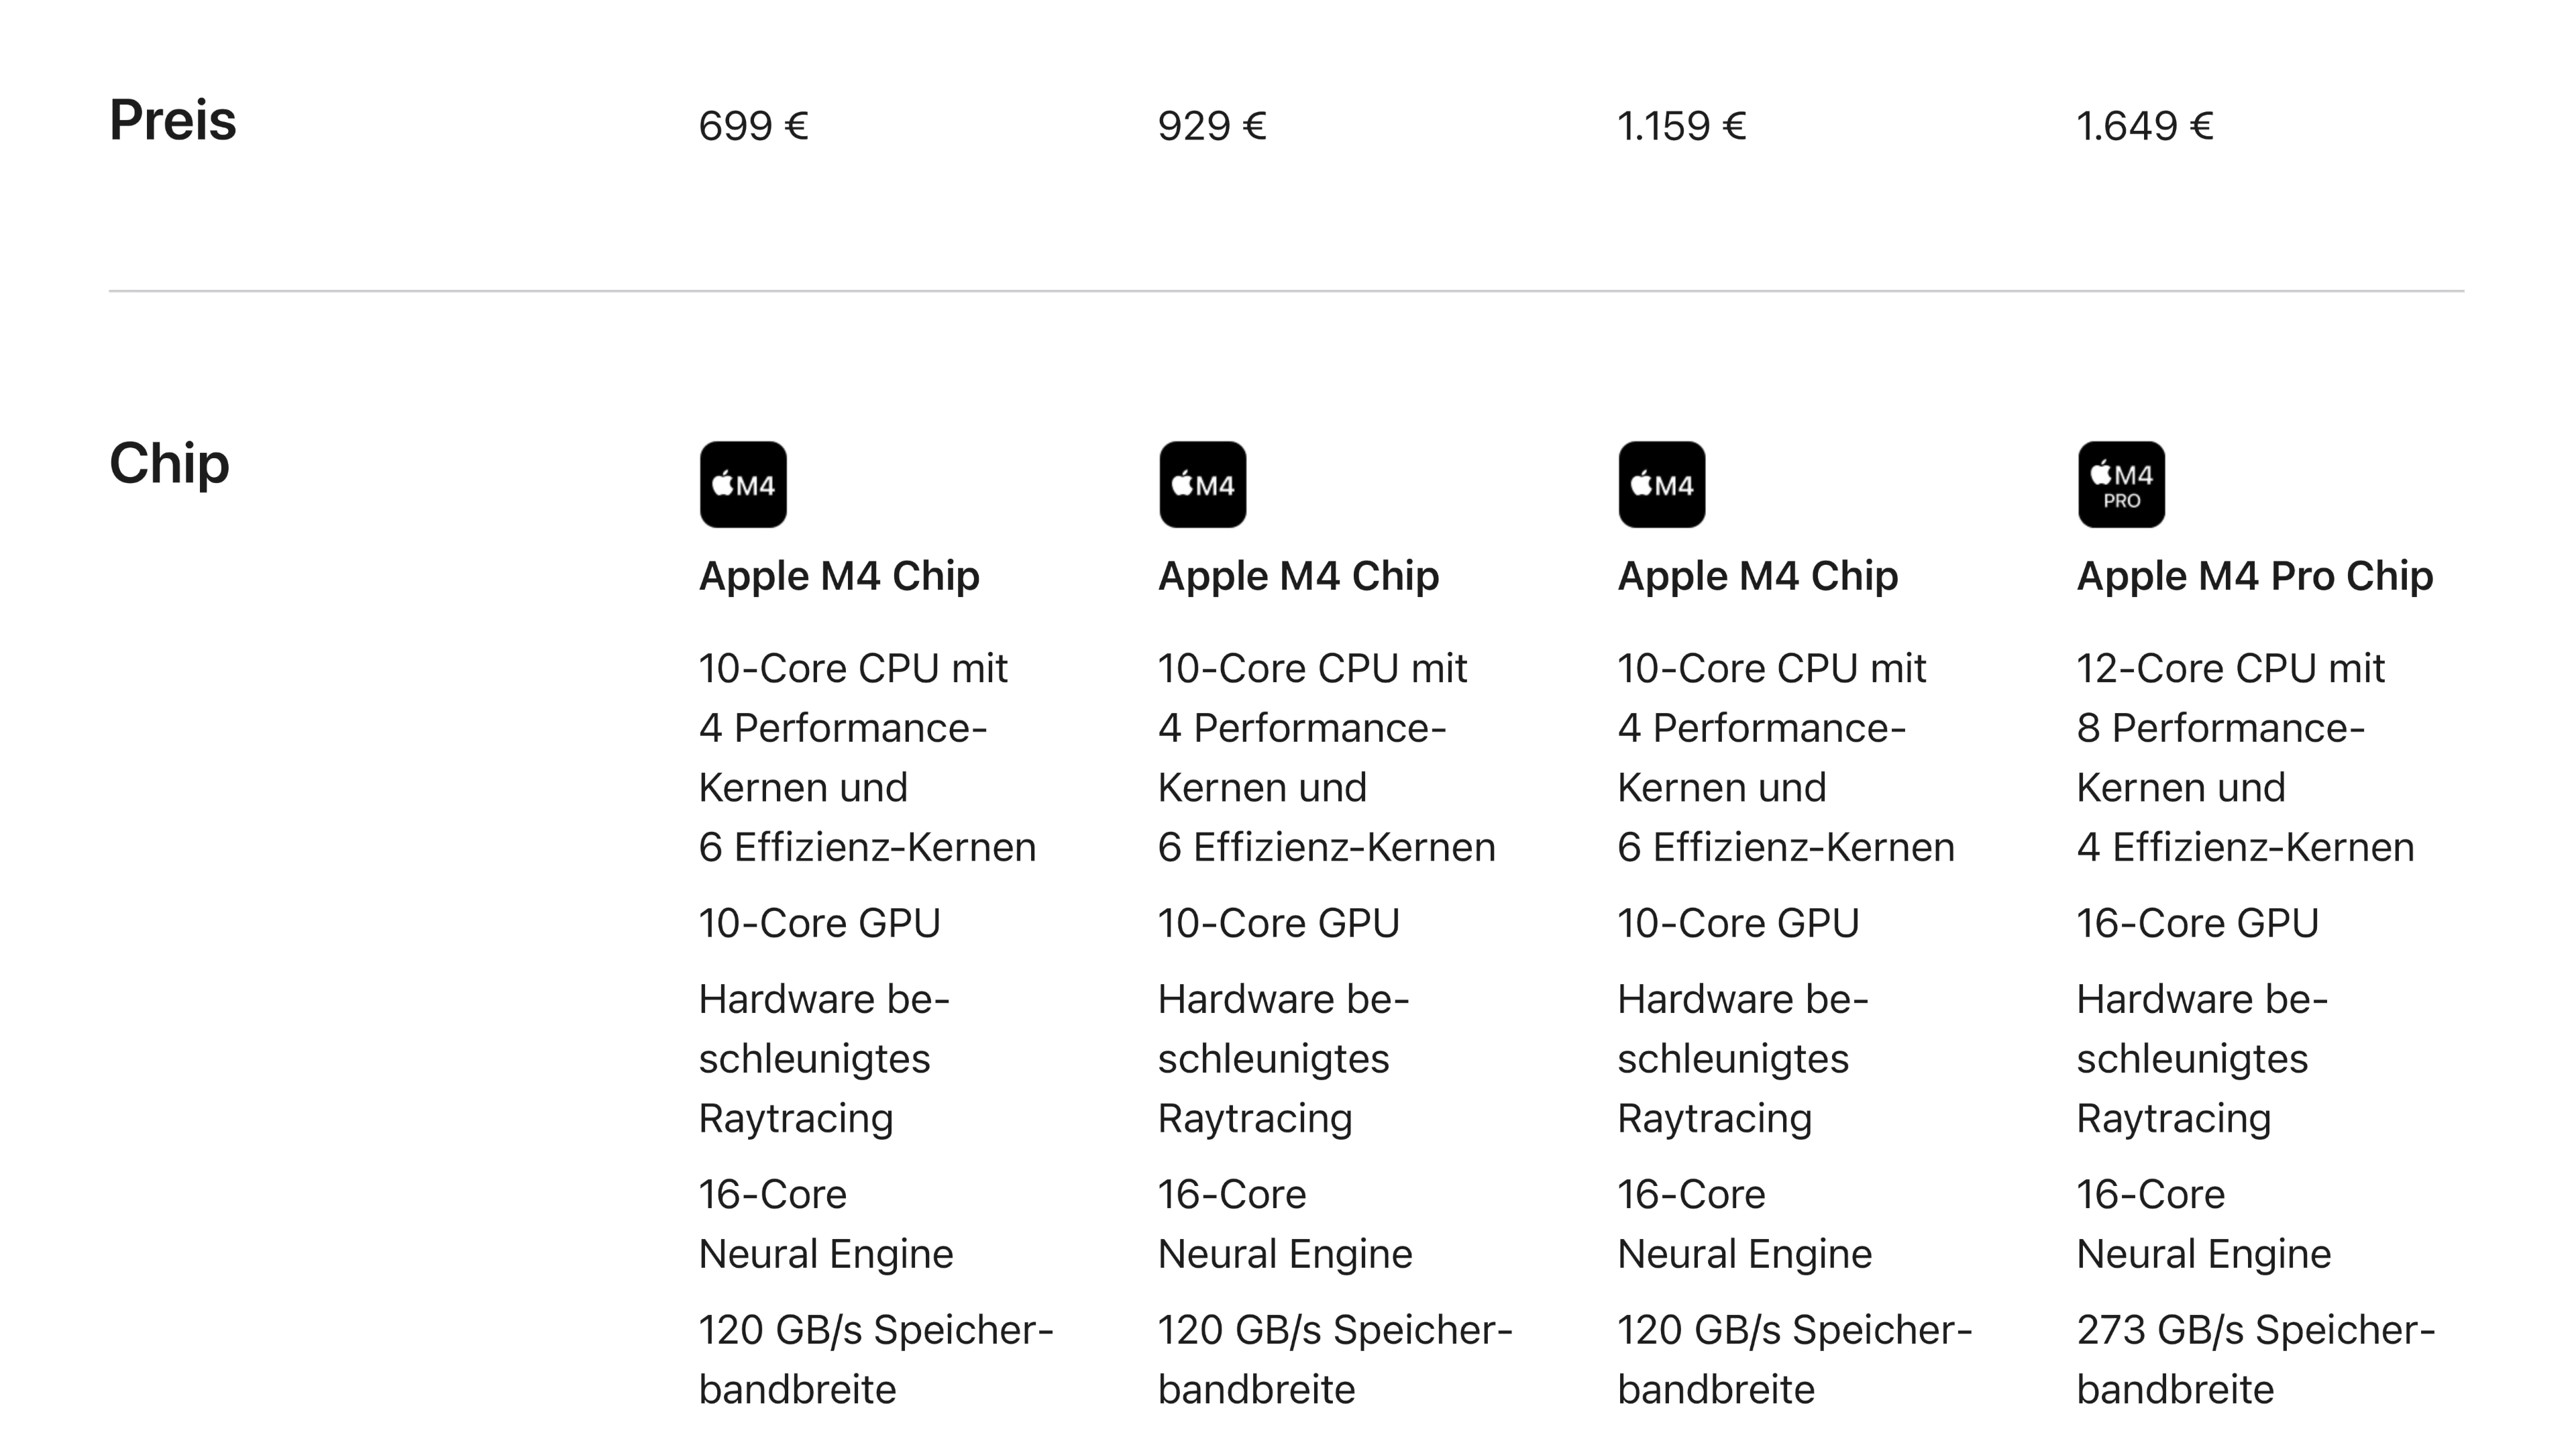 Preis
699 €
929 €
1.159 €
1.649 €
Chip
M4
Apple M4 Chip
10-Core CPU mit
4 Performance-
Kernen und
6 Effizienz-Kernen
10-Core GPU
Hardware be-
schleunigtes
Raytracing
16-Core
Neural Engine
120 GB/s Speicher-
bandbreite
M4
Apple M4 Chip
10-Core CPU mit
4 Performance-
Kernen und
6 Effizienz-Kernen
10-Core GPU
Hardware be-
schleunigtes
Raytracing
16-Core
Neural Engine
120 GB/s Speicher-
bandbreite
M4
Apple M4 Chip
10-Core CPU mit
4 Performance-
Kernen und
6 Effizienz-Kernen
10-Core GPU
Hardware be-
schleunigtes
Raytracing
16-Core
Neural Engine
120 GB/s Speicher-
bandbreite
M4
PRO
Apple M4 Pro Chip
12-Core CPU mit
8 Performance-
Kernen und
4 Effizienz-Kernen
16-Core GPU
Hardware be-
schleunigtes
Raytracing
16-Core
Neural Engine
273 GB/s Speicher-
bandbreite